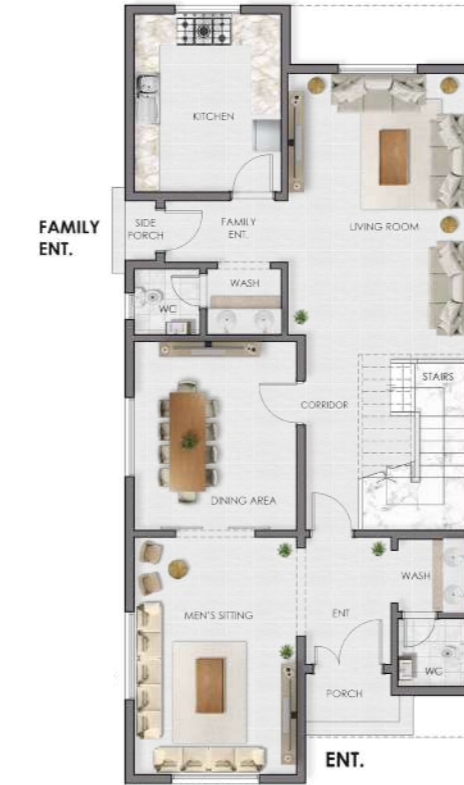 KITCHEN
FAMILY
ENT.
SIDE
PORCH
FAMILY
ENT.
LIVING ROOM
WASH
WC
STAIRS
CORRIDOR
DINING AREA
WASH
MEN'S SITTING
ENT
WC
PORCH
ENT.